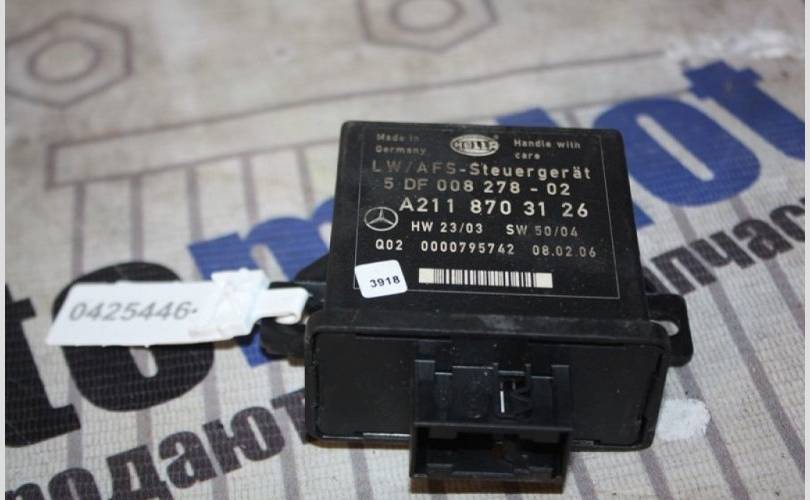 Made in
Germany
HELLA
Handle with
care
LW/AFS-Steuergerät
5 DF 008 278 - 02
A211 870 31 26
HW 23/03 SW 50/04
Q02 0000795742 08.02.06
3918
0425446-